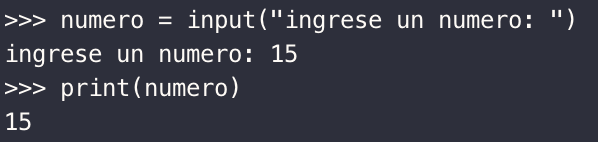 >>> numero = input("ingrese un numero: ")
ingrese un numero: 15
>>> print(numero)
15